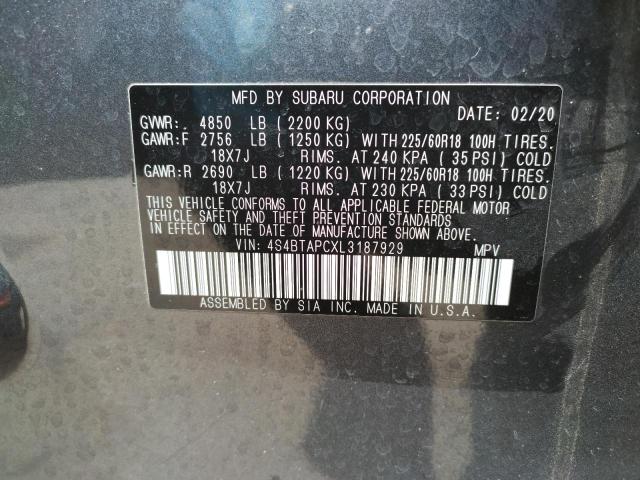 MFD BY SUBARU CORPORATION
DATE: 02/20
GVWR: 4850 LB (2200 KG)
GAWR:F 2756 LB (1250 KG) WITH 225/60R18 100H TIRES.
18X7J RIMS. AT 240 KPA (35 PSI) COLD
GAWR:R 2690 LB (1220 KG) WITH 225/60R18 100H TIRES.
18X7J RIMS. AT 230 KPA (33 PSI) COLD
THIS VEHICLE CONFORMS TO ALL APPLICABLE FEDERAL MOTOR
VEHICLE SAFETY AND THEFT PREVENTION STANDARDS
IN EFFECT ON THE DATE OF MANUFACTURE SHOWN ABOVE.
VIN: 4S4BTAPCXL3187929 MPV
ASSEMBLED BY SIA INC. MADE IN U.S.A.